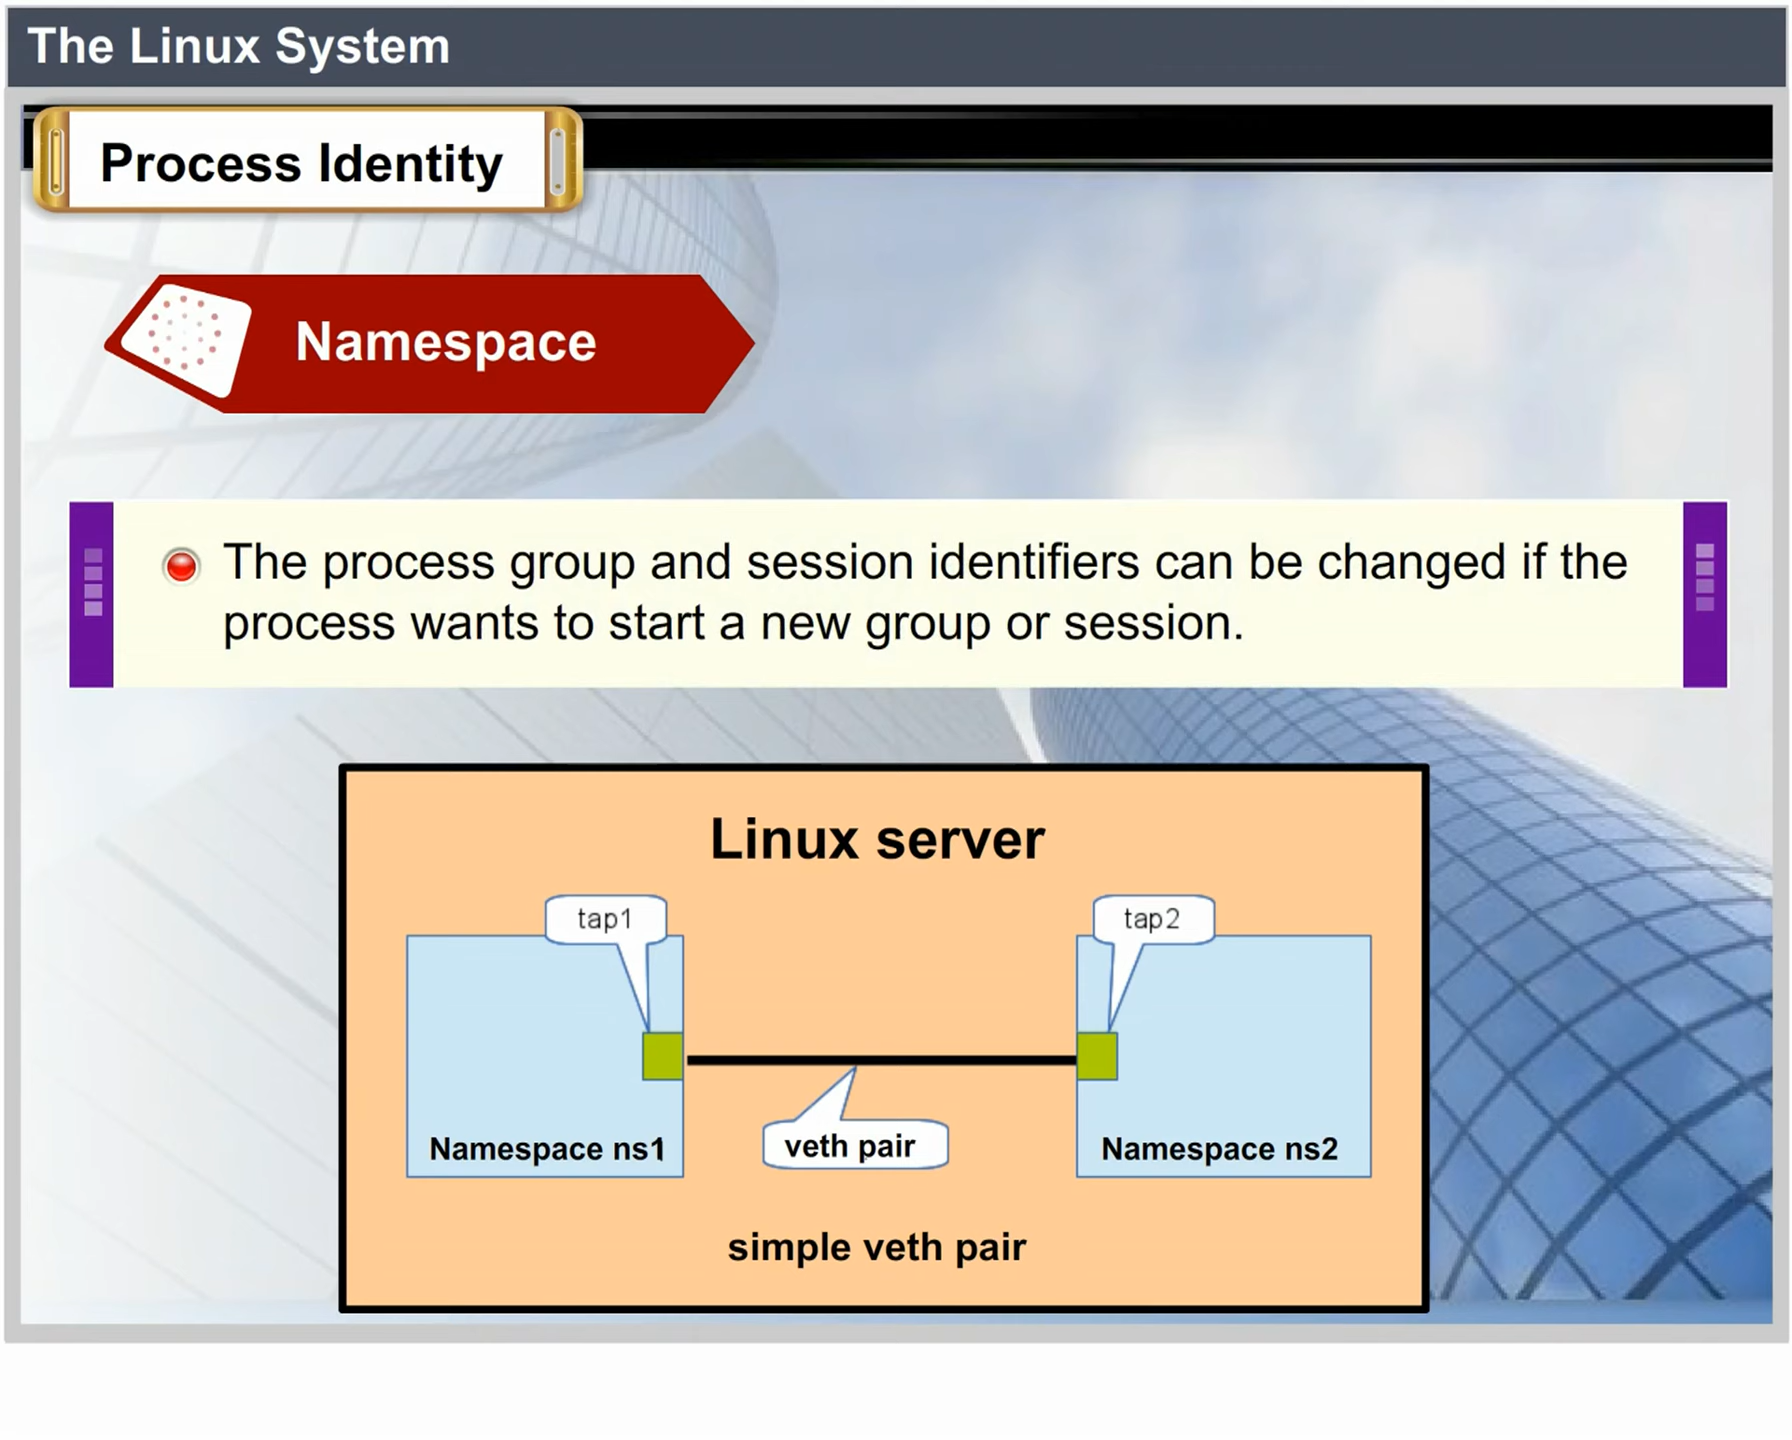 The Linux System
Process Identity
Namespace
The process group and session identifiers can be changed if the
process wants to start a new group or session.
Linux server
tap1
tap2
Namespace ns1
veth pair
Namespace ns2
simple veth pair